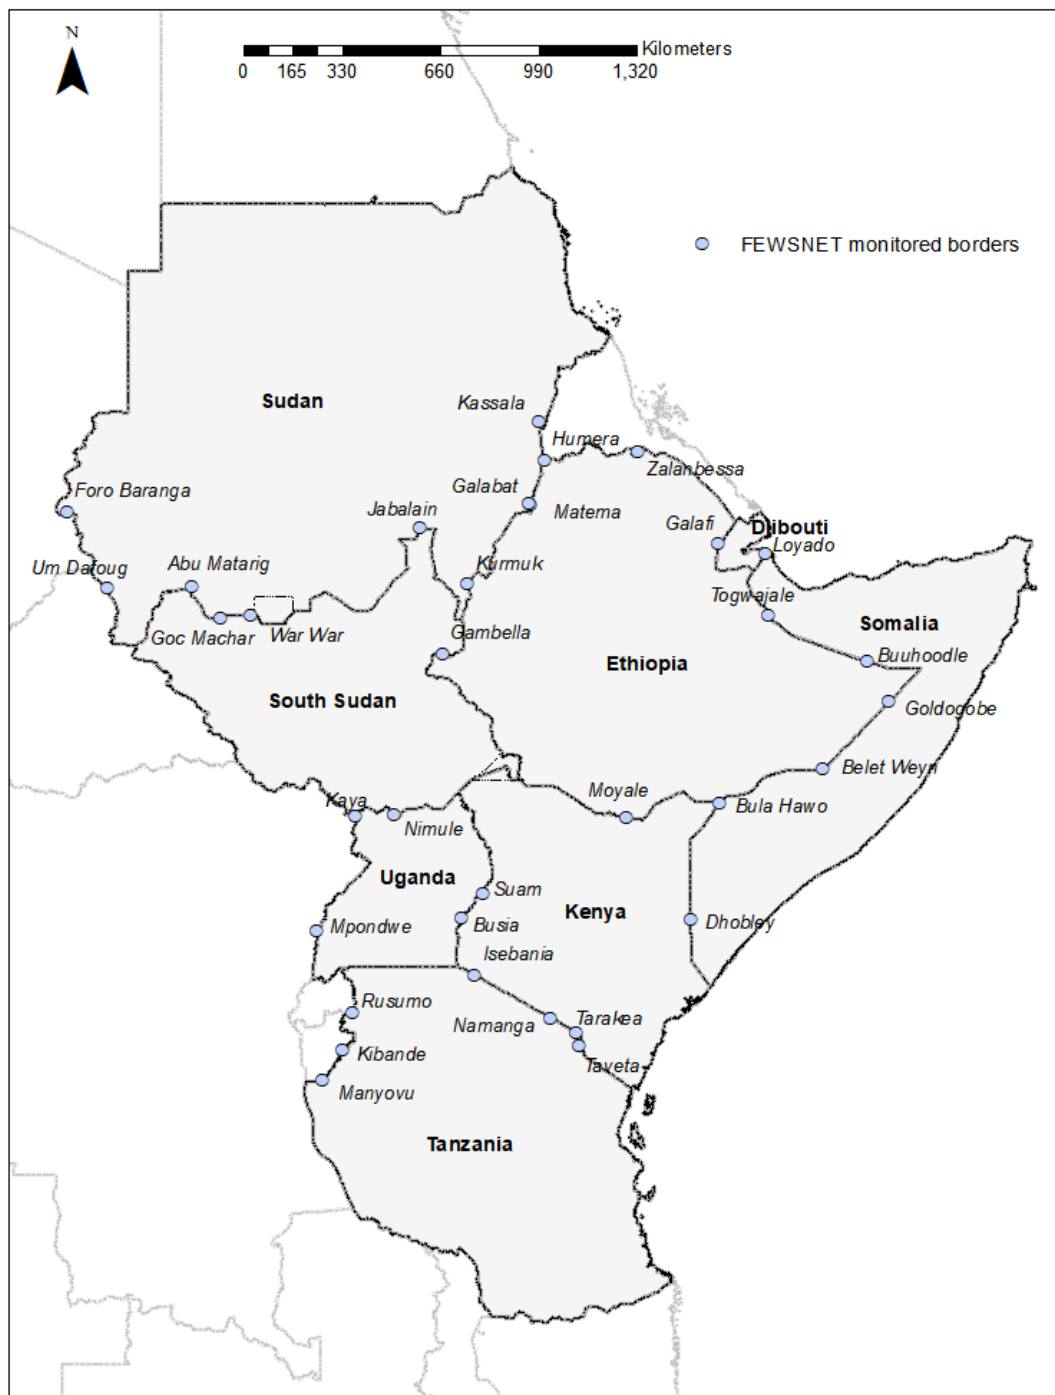 N
Kilometers
0 165 330 660 990 1,320
FEWSNET monitored borders
Sudan
Kassala
Humera
Zalanbessa
Galabat
Foro Baranga
Jabalain
Matema
Galafi
Djibouti
Loyado
Um Dafoug
Abu Matarig
Kurmuk
Togwajale
Goc Machar
War War
Gambella
Somalia
Buuhoodle
Ethiopia
South Sudan
Goldogobe
Belet Weyn
Moyale
Kaya
Nimule
Bula Hawo
Uganda
Suam
Kenya
Mpondwe
Busia
Dhobley
Isebania
Rusumo
Namanga
Tarakea
Kibande
Taveta
Manyovu
Tanzania